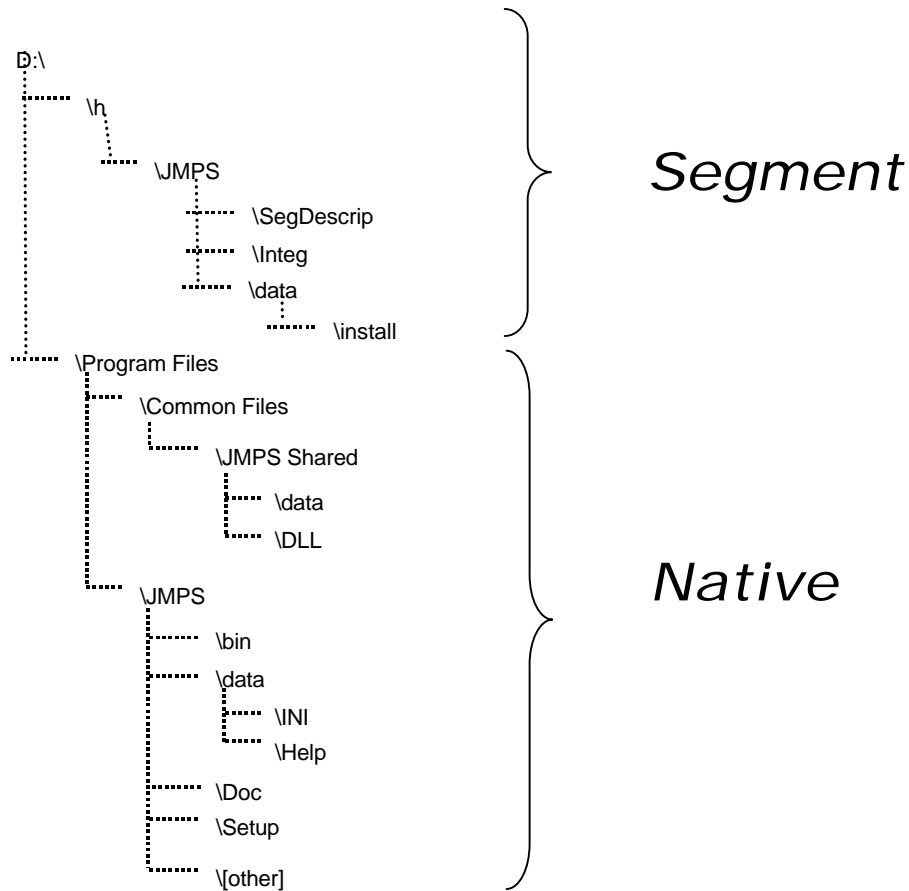 D:\
\h
\JMPS
\SegDescrip
\Integ
\data
\install
Segment
\Program Files
\Common Files
\JMPS Shared
\data
\DLL
\JMPS
\bin
\data
\INI
\Help
\Doc
\Setup
\[other]
Native